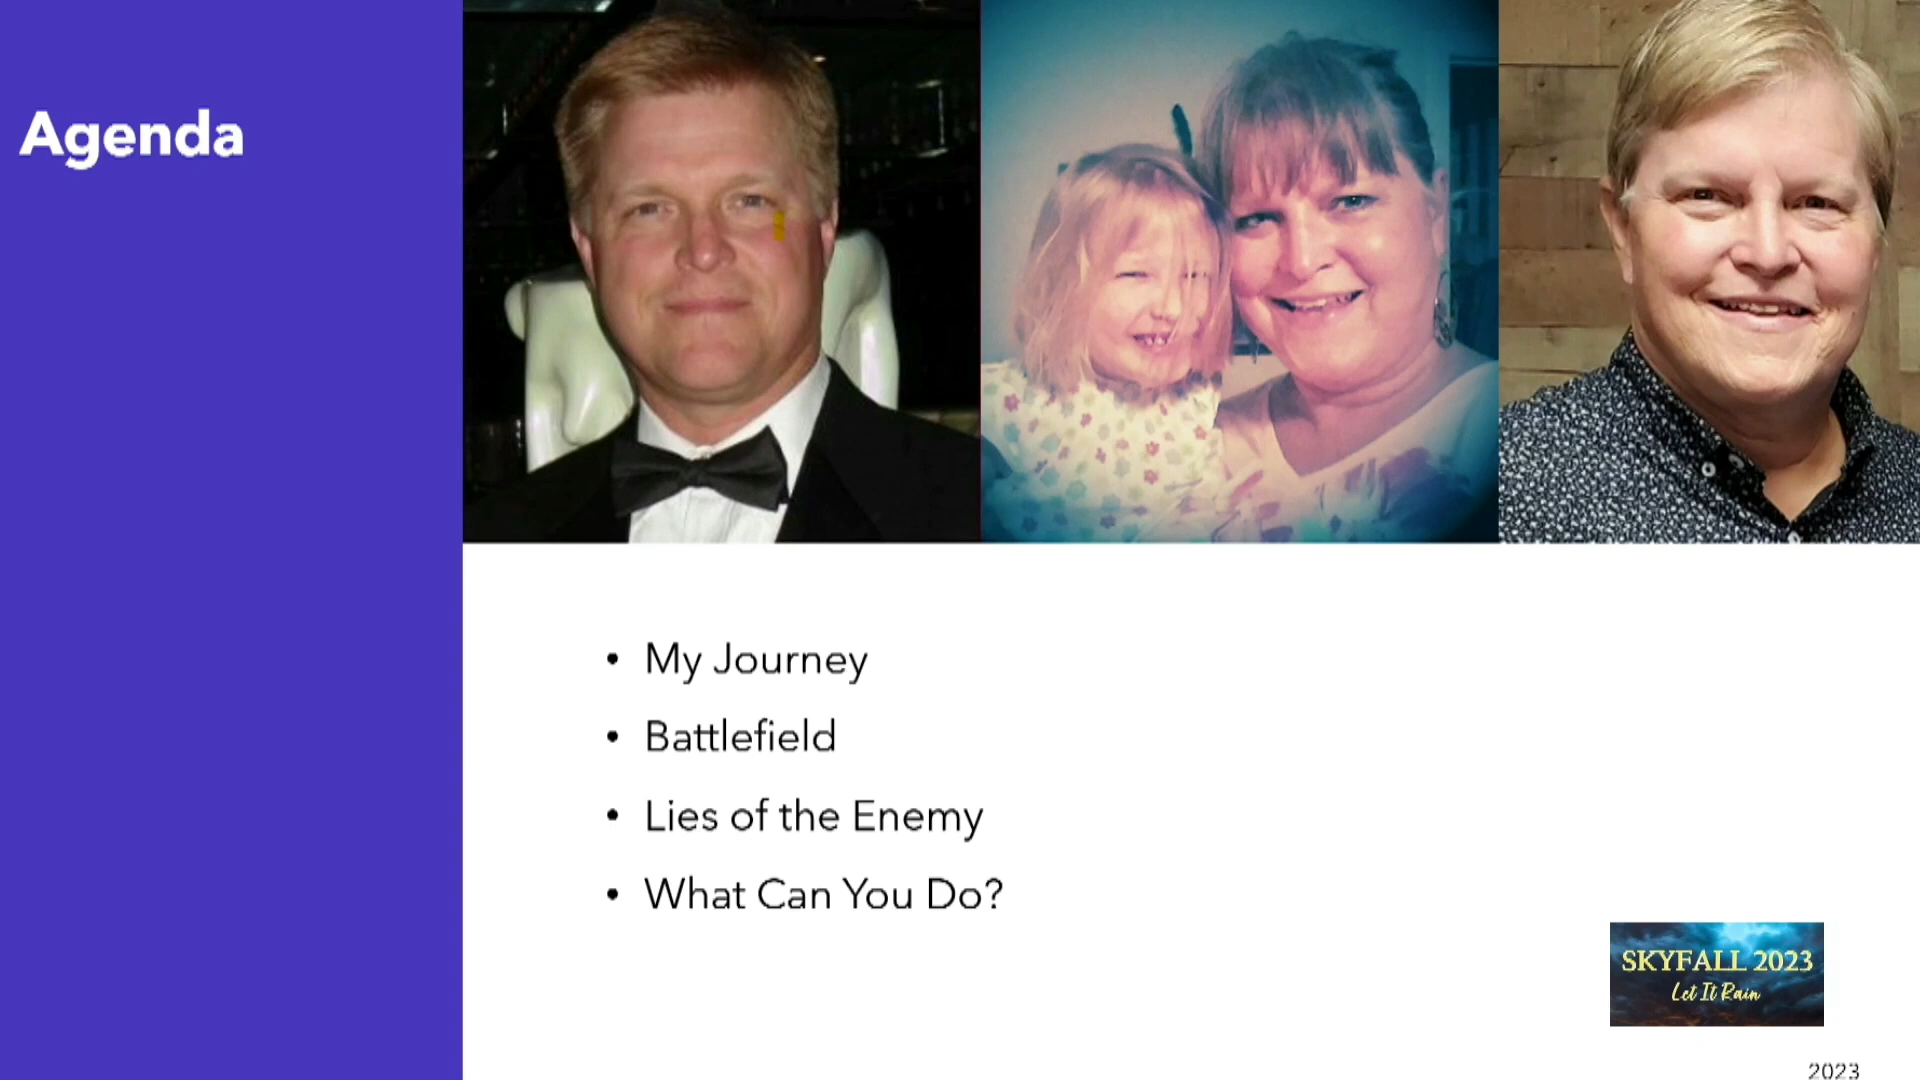 Agenda
• My Journey
• Battlefield
• Lies of the Enemy
• What Can You Do?
SKYFALL 2023
Let It Rain
2023